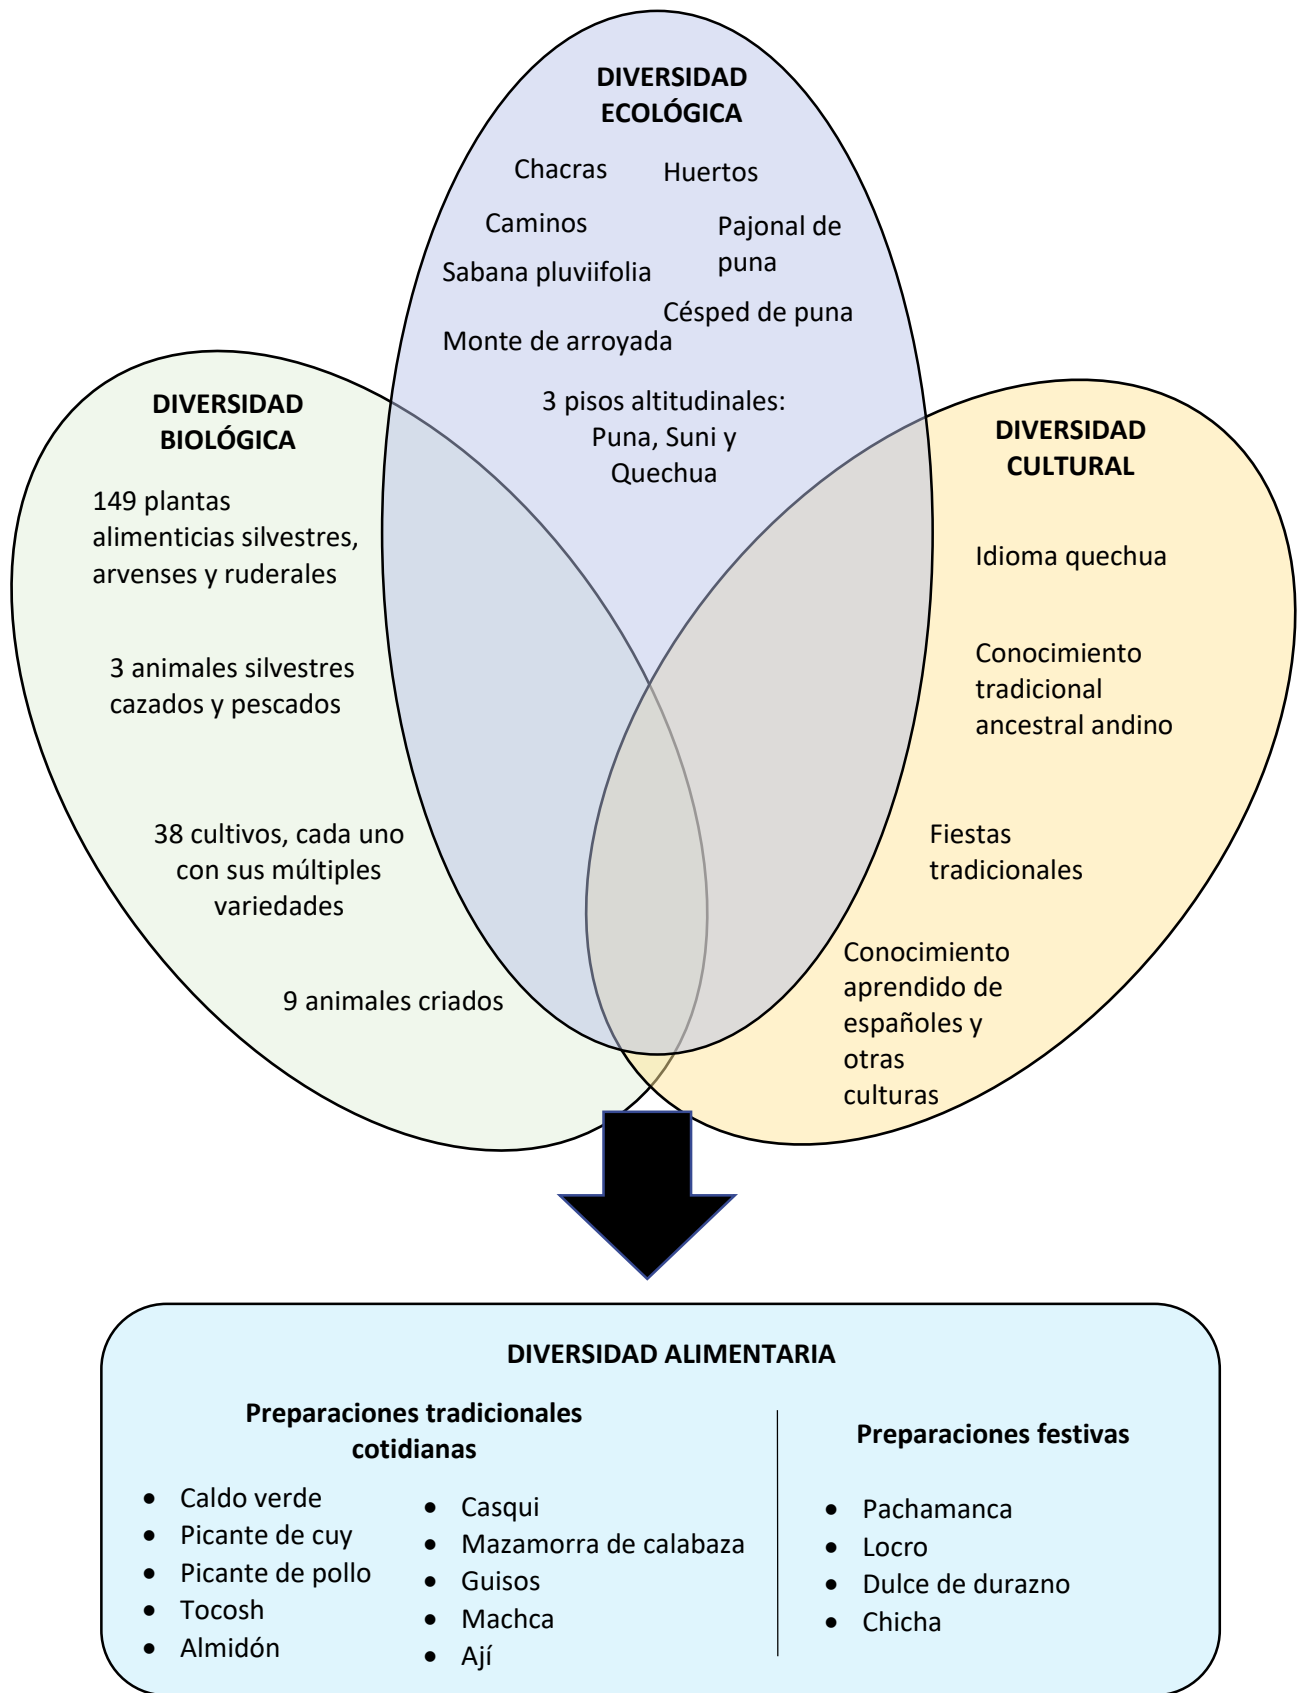 DIVERSIDAD
ECOLÓGICA
Chacras
Huertos
Caminos
Pajonal de
puna
Sabana pluviifolia
Césped de puna
Monte de arroyada
3 pisos altitudinales:
Puna, Suni y
Quechua
DIVERSIDAD
BIOLÓGICA
149 plantas
alimenticias silvestres,
arvenses y ruderales
3 animales silvestres
cazados y pescados
38 cultivos, cada uno
con sus múltiples
variedades
9 animales criados
DIVERSIDAD
CULTURAL
Idioma quechua
Conocimiento
tradicional
ancestral andino
Fiestas
tradicionales
Conocimiento
aprendido de
españoles y
otras
culturas
DIVERSIDAD ALIMENTARIA
Preparaciones tradicionales
cotidianas
• Caldo verde
• Picante de cuy
• Picante de pollo
• Tocosh
• Almidón
• Casqui
• Mazamorra de calabaza
• Guisos
• Machca
• Ají
Preparaciones festivas
• Pachamanca
• Locro
• Dulce de durazno
• Chicha